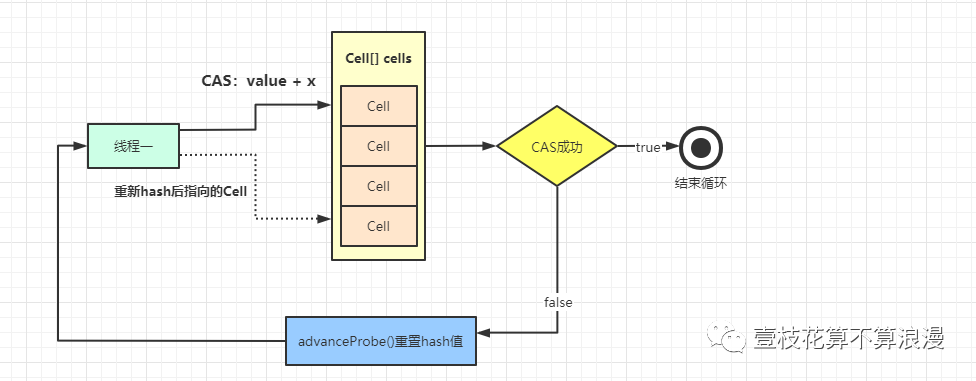 Cell[] cells
CAS：value + x
Cell
线程一
Cell
CAS成功
true
重新hash后指向的Cell
Cell
结束循环
Cell
false
advanceProbe()重置hash值
壹枝花算不算浪漫